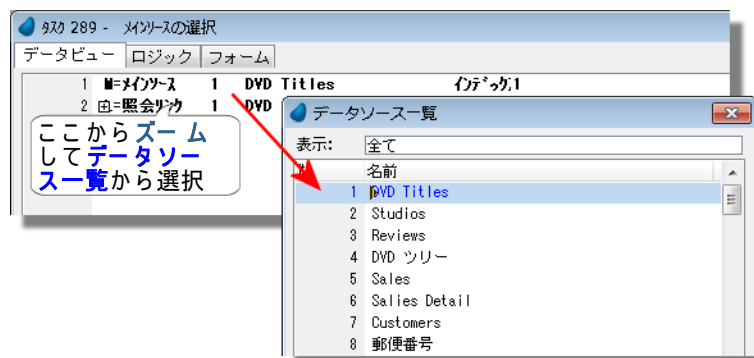 ﾀｽｸ 289 - ﾒｲﾝｿｰｽの選択
データビュー ロジック フォーム
1 M=ﾒｲﾝｿｰｽ 1 DVD Titles ｲﾝﾃﾞｯｸ;1
2 田=照会ﾘﾝｸ 1 DVD
ここからズーム
してデータソー
ス一覧から選択
データソース一覧
表示: 全て
# 名前
1 DVD Titles
2 Studios
3 Reviews
4 DVD ツリー
5 Sales
6 Salies Detail
7 Customers
8 郵便番号